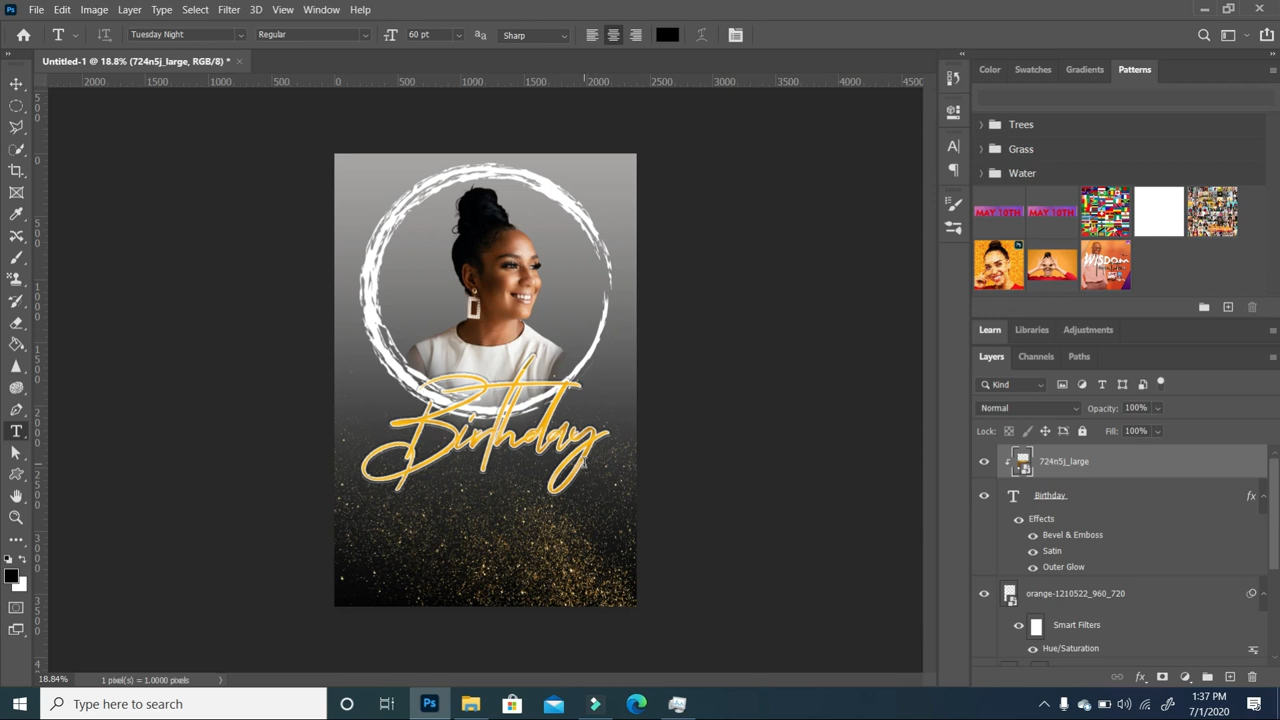 Ps File Edit Image Layer Type Select Filter 3D View Window Help
Tuesday Night Regular 60 pt Sharp
Untitled-1 @ 18.8% (724n5j_large, RGB/8) *
2000 1500 1000 500 0 500 1000 1500 2000 2500 3000 3500 4000 4500
Color Swatches Gradients Patterns
Trees
Grass
Water
MAY 10TH MAY 10TH
WISDOM
Learn Libraries Adjustments
Layers Channels Paths
Kind
Normal Opacity: 100%
Lock: Fill: 100%
724n5j_large
T Birthday fx
Effects
Bevel & Emboss
Satin
Outer Glow
orange-1210522_960_720
Smart Filters
Hue/Saturation
Birthday
18.84% 1 pixel(s) = 1.0000 pixels
Type here to search
1:37 PM
7/1/2020